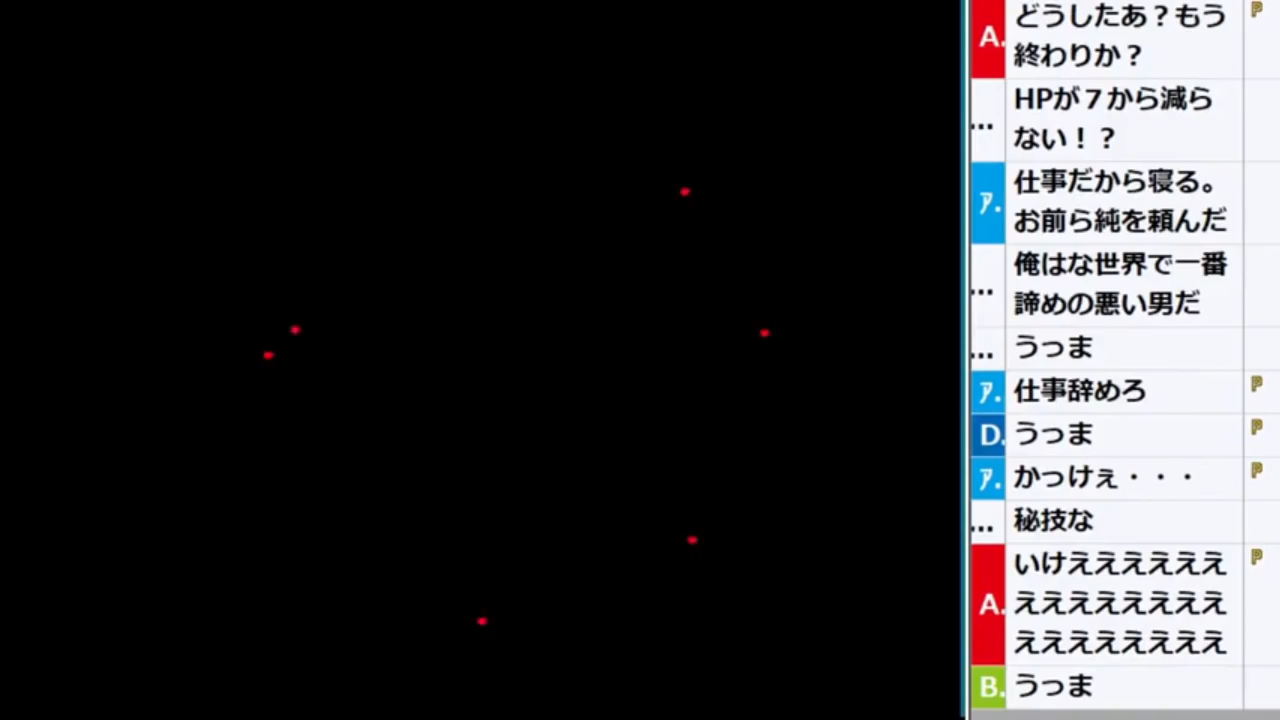 A. どうしたあ？もう P
終わりか？
... HPが７から減ら
ない！？
ｱ. 仕事だから寝る。
お前ら純を頼んだ
... 俺はな世界で一番
諦めの悪い男だ
... うっま
ｱ. 仕事辞めろ P
D. うっま P
ｱ. かっけぇ・・・ P
... 秘技な
A. いけええええええ P
ええええええええ
ええええええええ
B. うっま